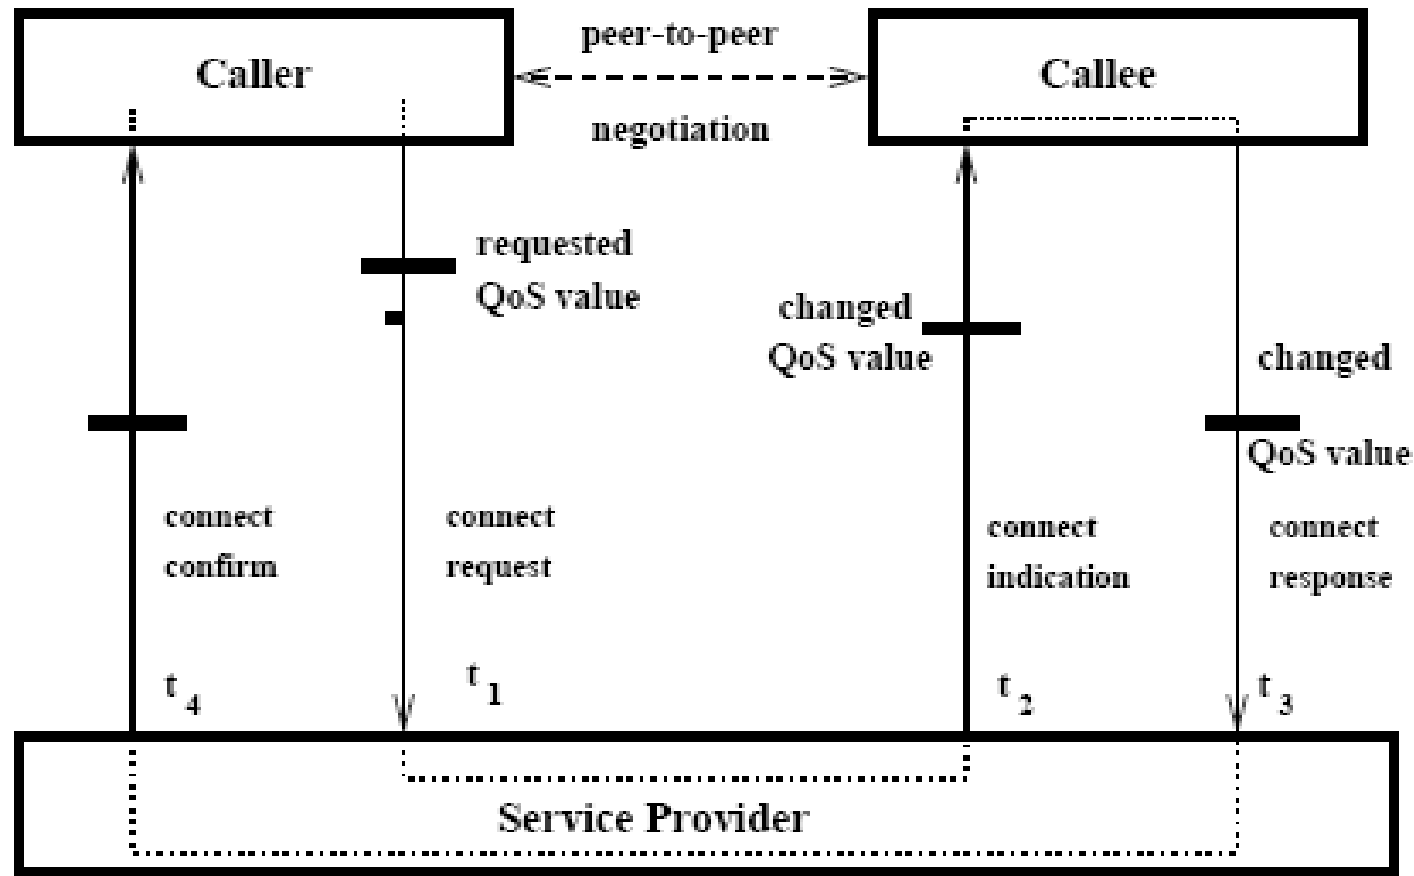 peer-to-peer
Caller
Callee
negotiation
requested
QoS value
changed
QoS value
changed
QoS value
connect
confirm
connect
request
connect
indication
connect
response
t 4
t 1
t 2
t 3
Service Provider